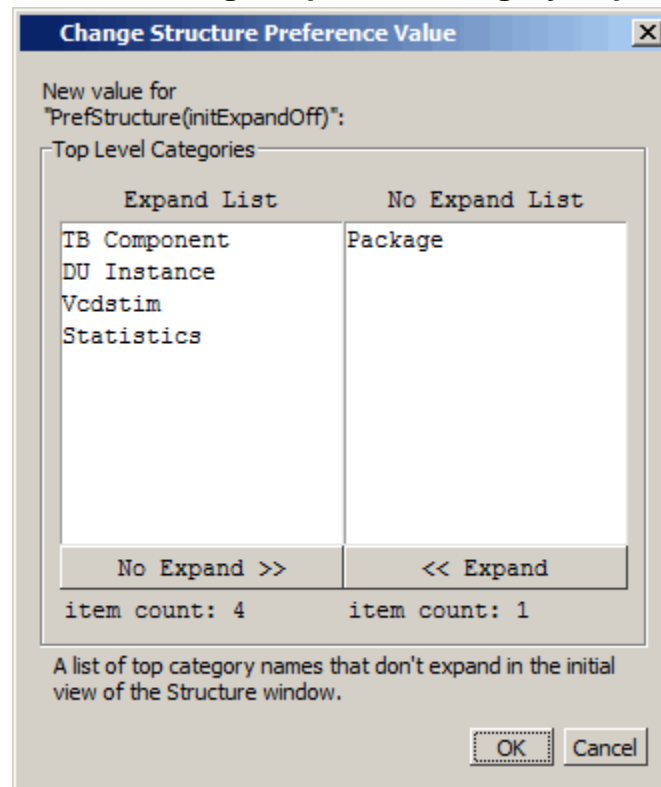 Change Structure Preference Value
New value for
"PrefStructure(initExpandOff)":
Top Level Categories
Expand List
No Expand List
TB Component
Package
DU Instance
Vcdstim
Statistics
No Expand >>
<< Expand
item count: 4
item count: 1
A list of top category names that don't expand in the initial
view of the Structure window.
OK
Cancel